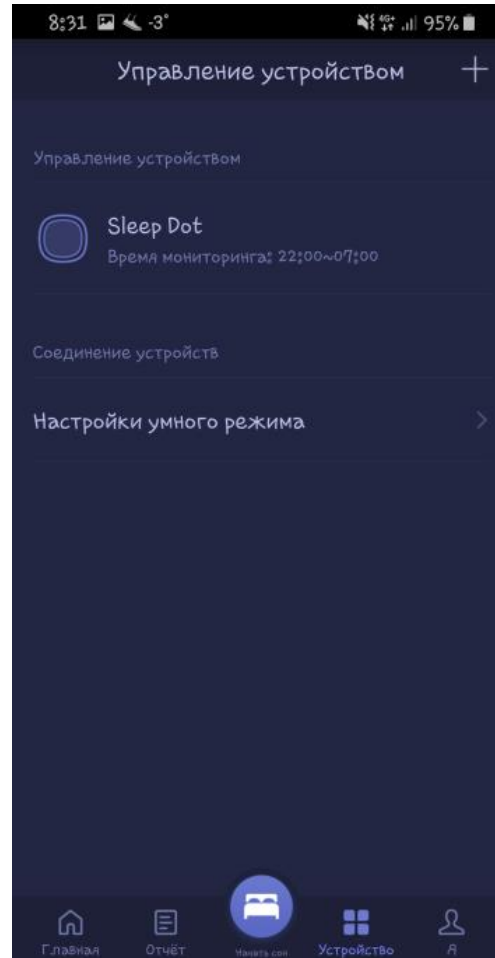 8:31 -3° 4G+ 95%
Управление устройством
Управление устройством
Sleep Dot
Время мониторинга: 22:00~07:00
Соединение устройств
Настройки умного режима
Главная Отчёт Начать сон Устройство Я